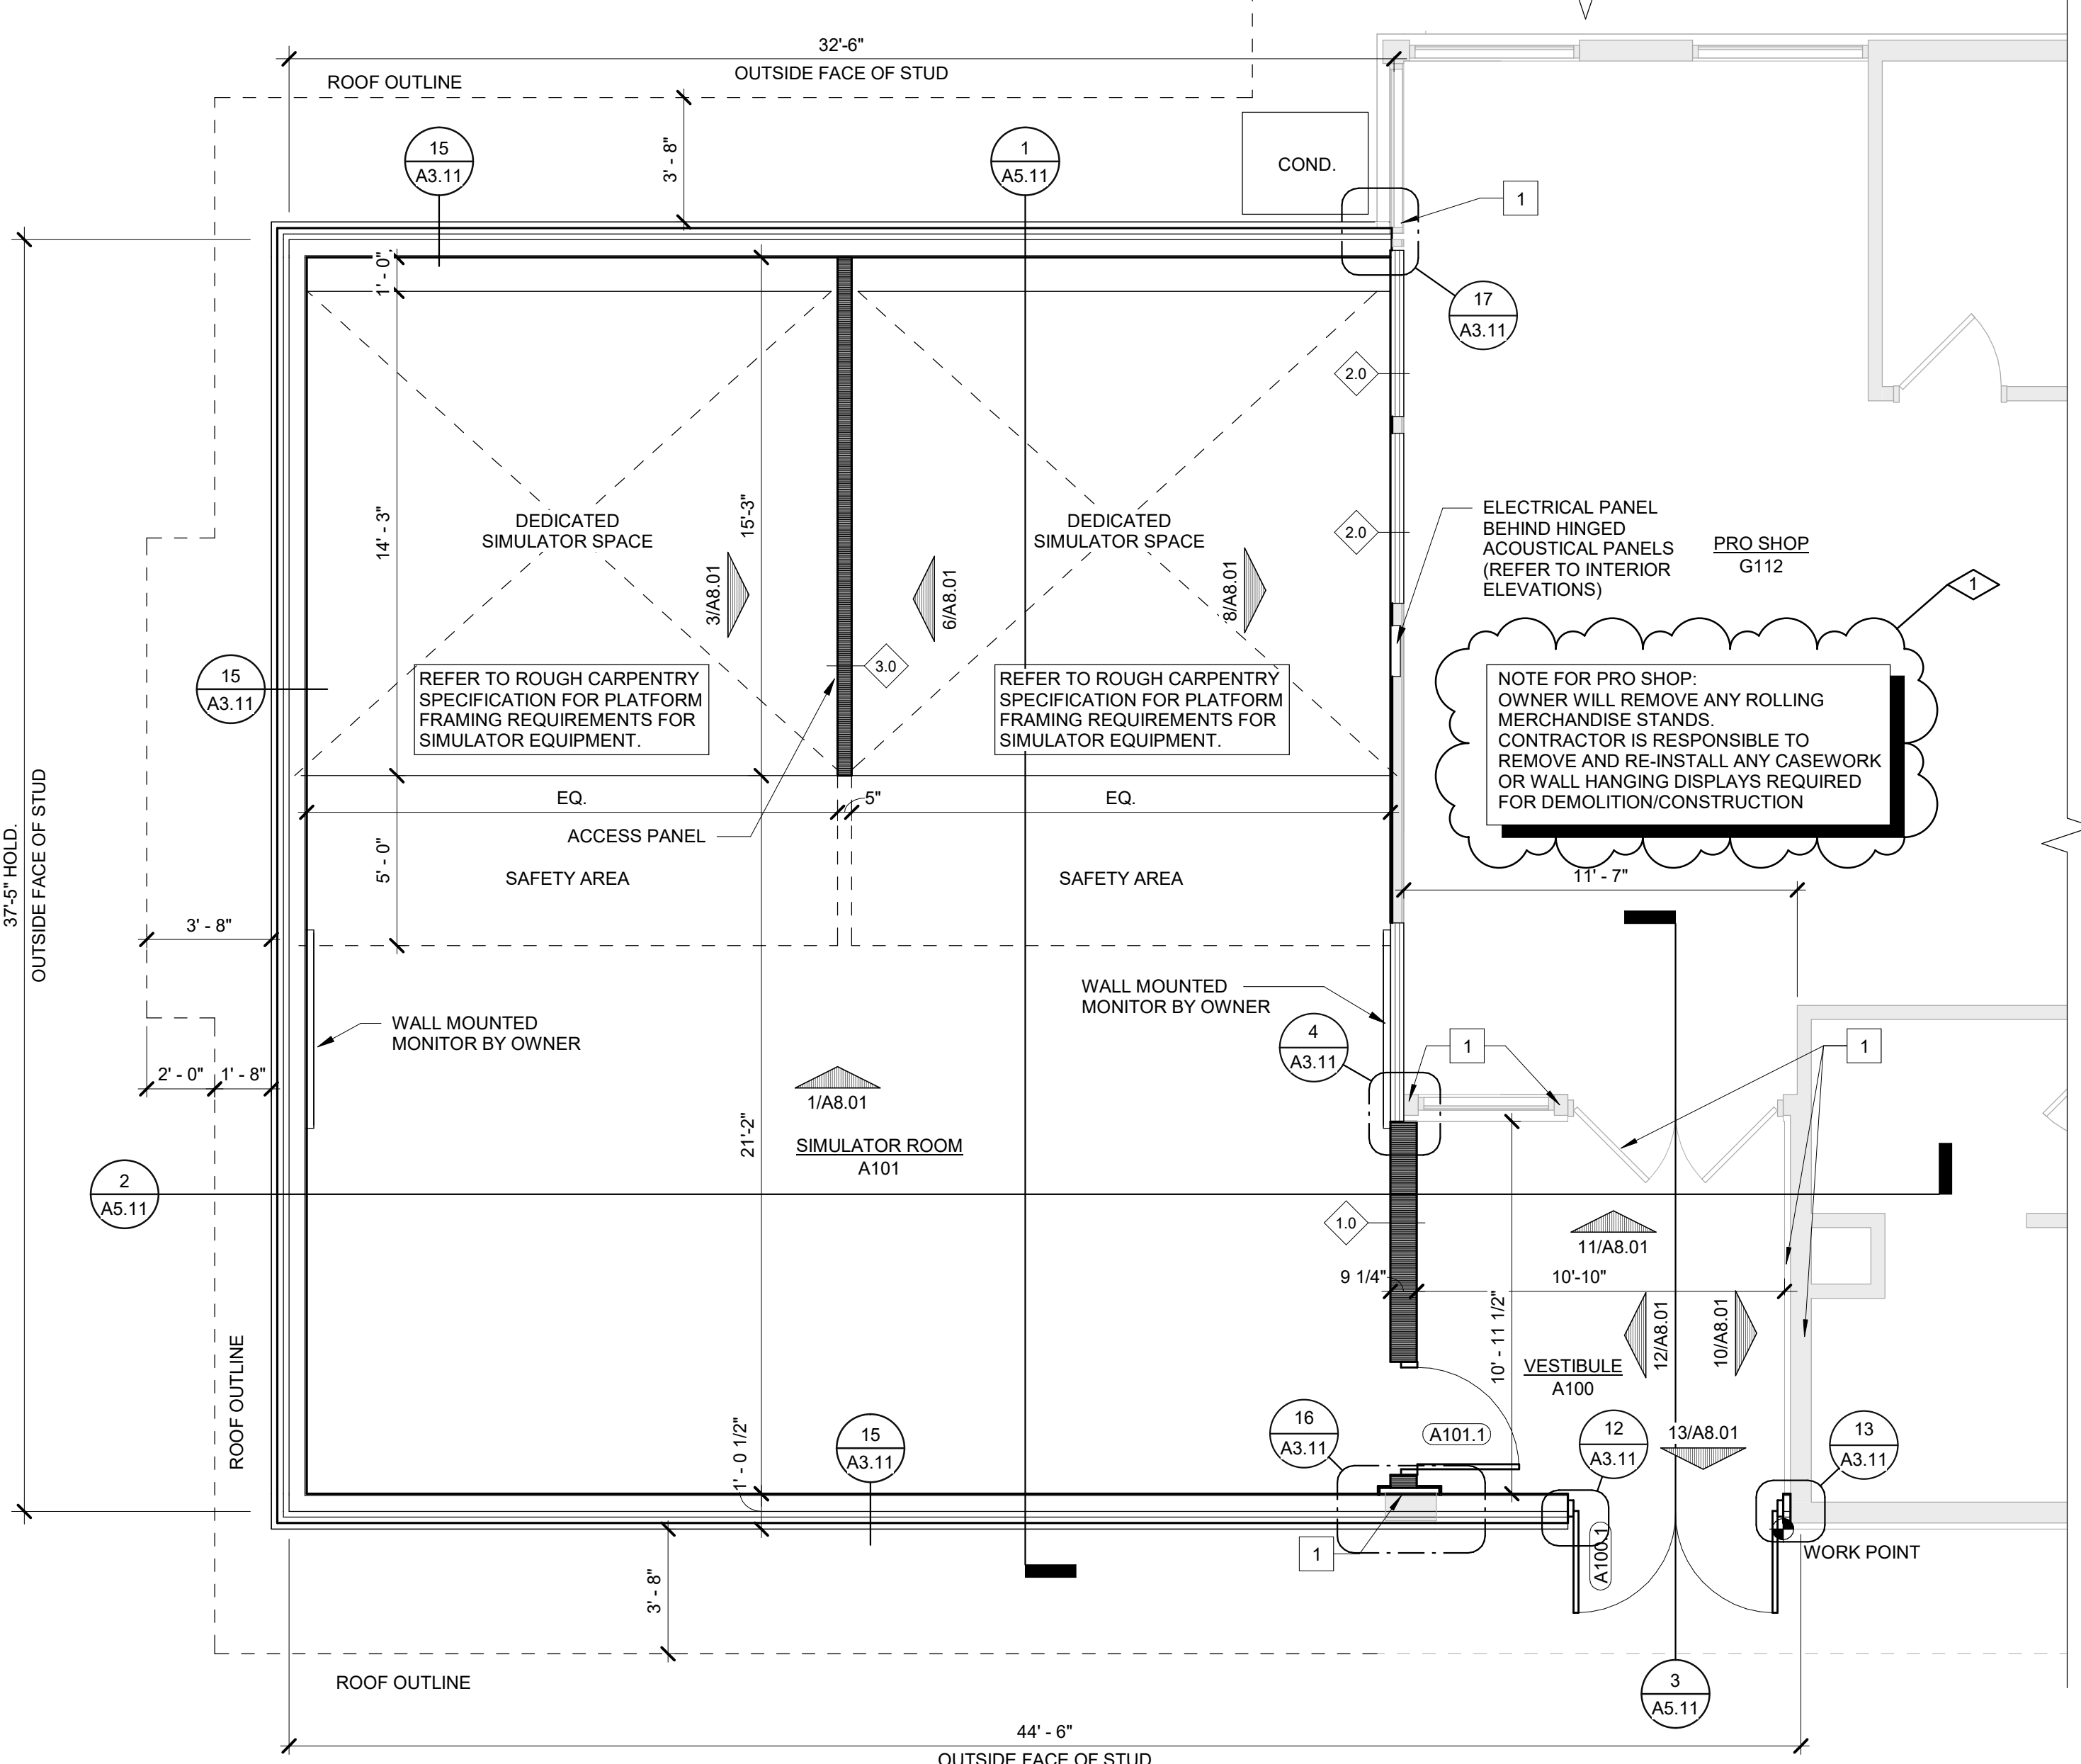 32'-6"
OUTSIDE FACE OF STUD
ROOF OUTLINE
15
A3.11
3' - 8"
1
A5.11
COND.
1
1' - 0"
17
A3.11
2.0
2.0
14' - 3"
15'-3"
DEDICATED
SIMULATOR SPACE
DEDICATED
SIMULATOR SPACE
3/A8.01
6/A8.01
8/A8.01
ELECTRICAL PANEL
BEHIND HINGED
ACOUSTICAL PANELS
(REFER TO INTERIOR
ELEVATIONS)
PRO SHOP
G112
1
15
A3.11
3.0
REFER TO ROUGH CARPENTRY
SPECIFICATION FOR PLATFORM
FRAMING REQUIREMENTS FOR
SIMULATOR EQUIPMENT.
REFER TO ROUGH CARPENTRY
SPECIFICATION FOR PLATFORM
FRAMING REQUIREMENTS FOR
SIMULATOR EQUIPMENT.
NOTE FOR PRO SHOP:
OWNER WILL REMOVE ANY ROLLING
MERCHANDISE STANDS.
CONTRACTOR IS RESPONSIBLE TO
REMOVE AND RE-INSTALL ANY CASEWORK
OR WALL HANGING DISPLAYS REQUIRED
FOR DEMOLITION/CONSTRUCTION
37'-5" HOLD.
OUTSIDE FACE OF STUD
EQ.
5"
EQ.
ACCESS PANEL
5' - 0"
SAFETY AREA
SAFETY AREA
11' - 7"
3' - 8"
WALL MOUNTED
MONITOR BY OWNER
WALL MOUNTED
MONITOR BY OWNER
4
A3.11
1
1
2' - 0"
1' - 8"
1/A8.01
21'-2"
SIMULATOR ROOM
A101
2
A5.11
1.0
11/A8.01
9 1/4"
10'-10"
10' - 11 1/2"
12/A8.01
10/A8.01
VESTIBULE
A100
ROOF OUTLINE
1' - 0 1/2"
15
A3.11
16
A3.11
A101.1
12
A3.11
13/A8.01
13
A3.11
1
A100.1
WORK POINT
3' - 8"
ROOF OUTLINE
3
A5.11
44' - 6"
OUTSIDE FACE OF STUD